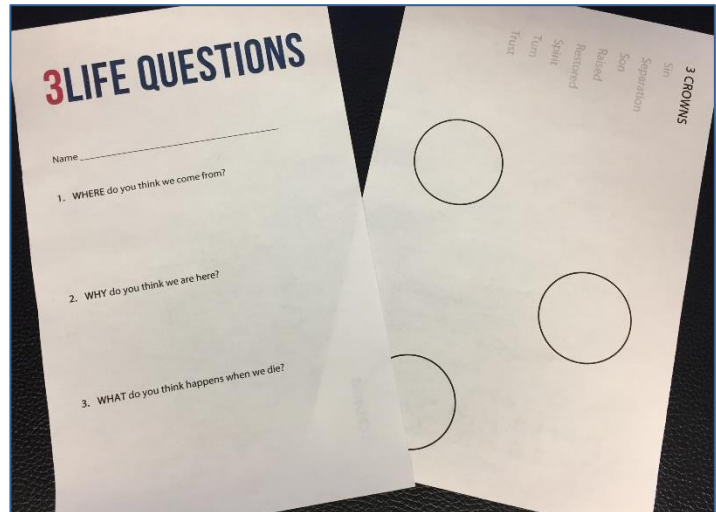 3LIFE QUESTIONS
Name
1. WHERE do you think we come from?
2. WHY do you think we are here?
3. WHAT do you think happens when we die?
3 CROWNS
Sin
Separation
Son
Raised
Restored
Spirit
Turn
Trust